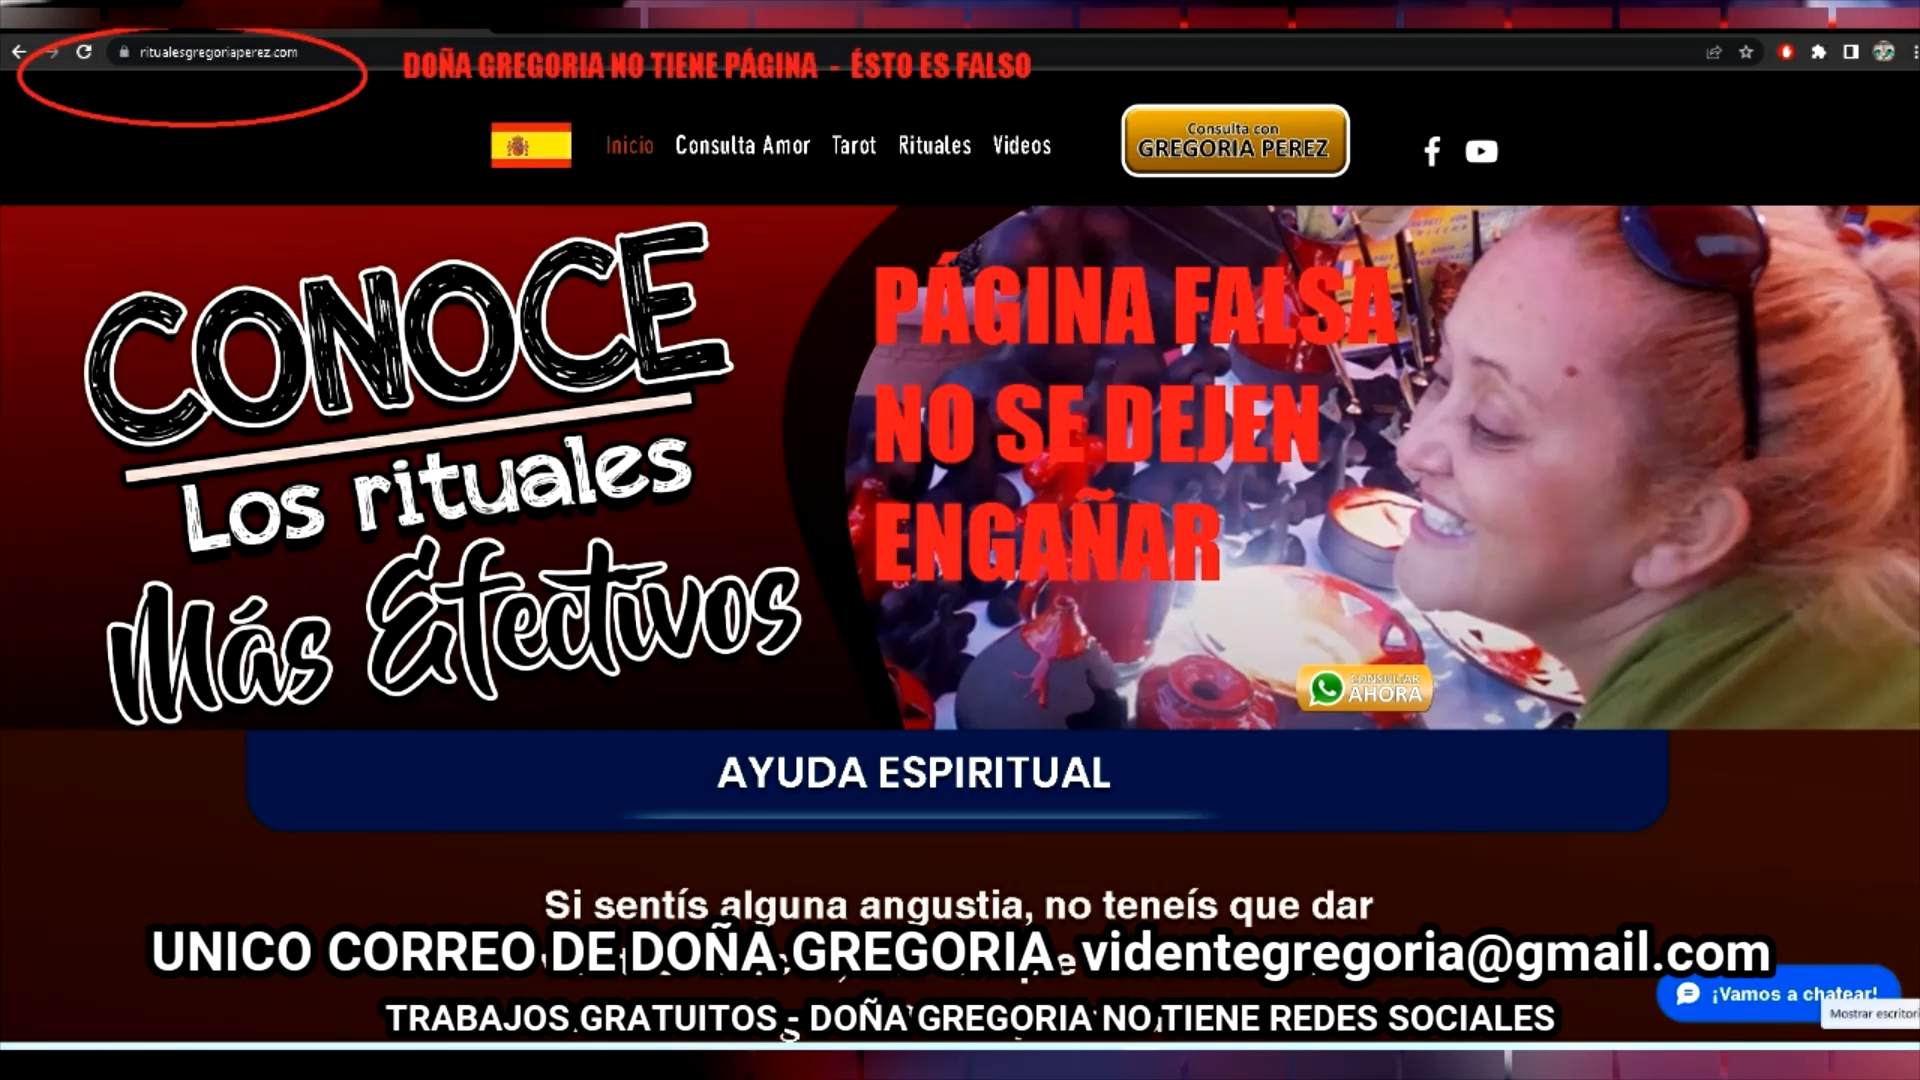 ritualesgregoriaperez.com
DOÑA GREGORIA NO TIENE PÁGINA - ÉSTO ES FALSO
Inicio Consulta Amor Tarot Rituales Videos
Consulta con
GREGORIA PEREZ
CONOCE
Los rituales
Más Efectivos
PÁGINA FALSA
NO SE DEJEN
ENGAÑAR
CONSULTAR
AHORA
AYUDA ESPIRITUAL
Si sentís alguna angustia, no teneís que dar
UNICO CORREO DE DOÑA GREGORIA videntegregoria@gmail.com
¡Vamos a chatear!
Mostrar escritori
TRABAJOS GRATUITOS - DOÑA GREGORIA NO TIENE REDES SOCIALES